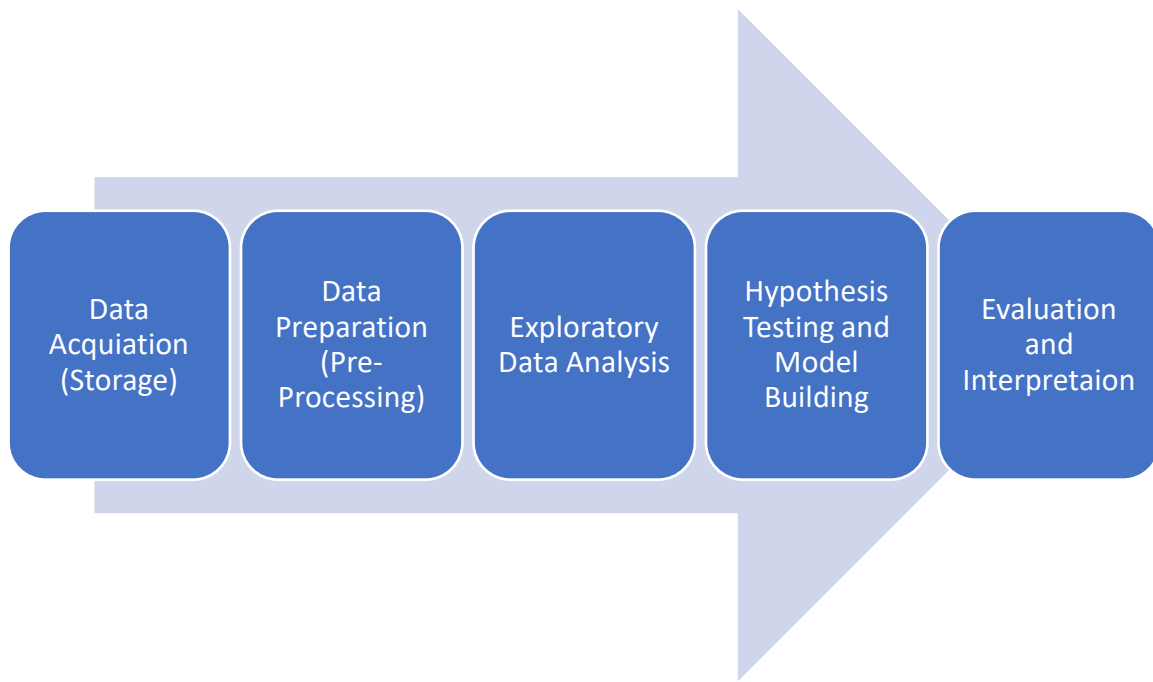 Data
Acquiation
(Storage)
Data
Preparation
(Pre-
Processing)
Exploratory
Data Analysis
Hypothesis
Testing and
Model
Building
Evaluation
and
Interpretaion